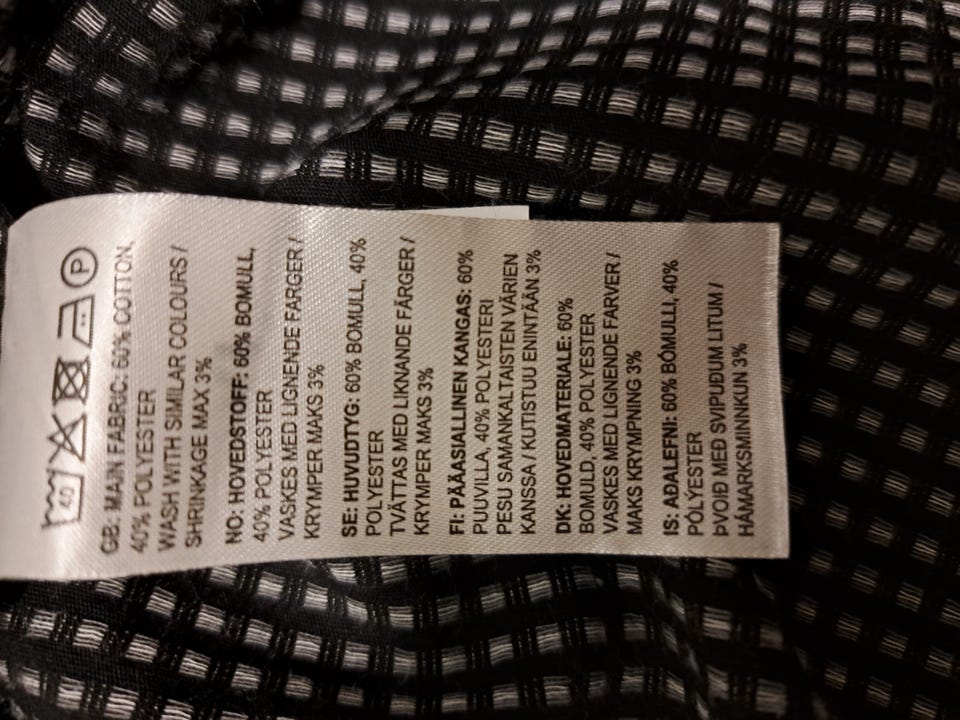 40 P
GB: MAIN FABRIC: 60% COTTON,
40% POLYESTER
WASH WITH SIMILAR COLOURS /
SHRINKAGE MAX 3%
NO: HOVEDSTOFF: 60% BOMULL,
40% POLYESTER
VASKES MED LIGNENDE FARGER /
KRYMPER MAKS 3%
SE: HUVUDTYG: 60% BOMULL, 40%
POLYESTER
TVÄTTAS MED LIKNANDE FÄRGER /
KRYMPER MAKS 3%
FI: PÄÄASIALLINEN KANGAS: 60%
PUUVILLA, 40% POLYESTERI
PESU SAMANKALTAISTEN VÄRIEN
KANSSA / KUTISTUU ENINTÄÄN 3%
DK: HOVEDMATERIALE: 60%
BOMULD, 40% POLYESTER
VASKES MED LIGNENDE FARVER /
MAKS KRYMPNING 3%
IS: AÐALEFNI: 60% BÓMULLI, 40%
PÓLÝESTER
ÞVOIÐ MEÐ SVIPUÐUM LITUM /
HÁMARKSMINNKUN 3%